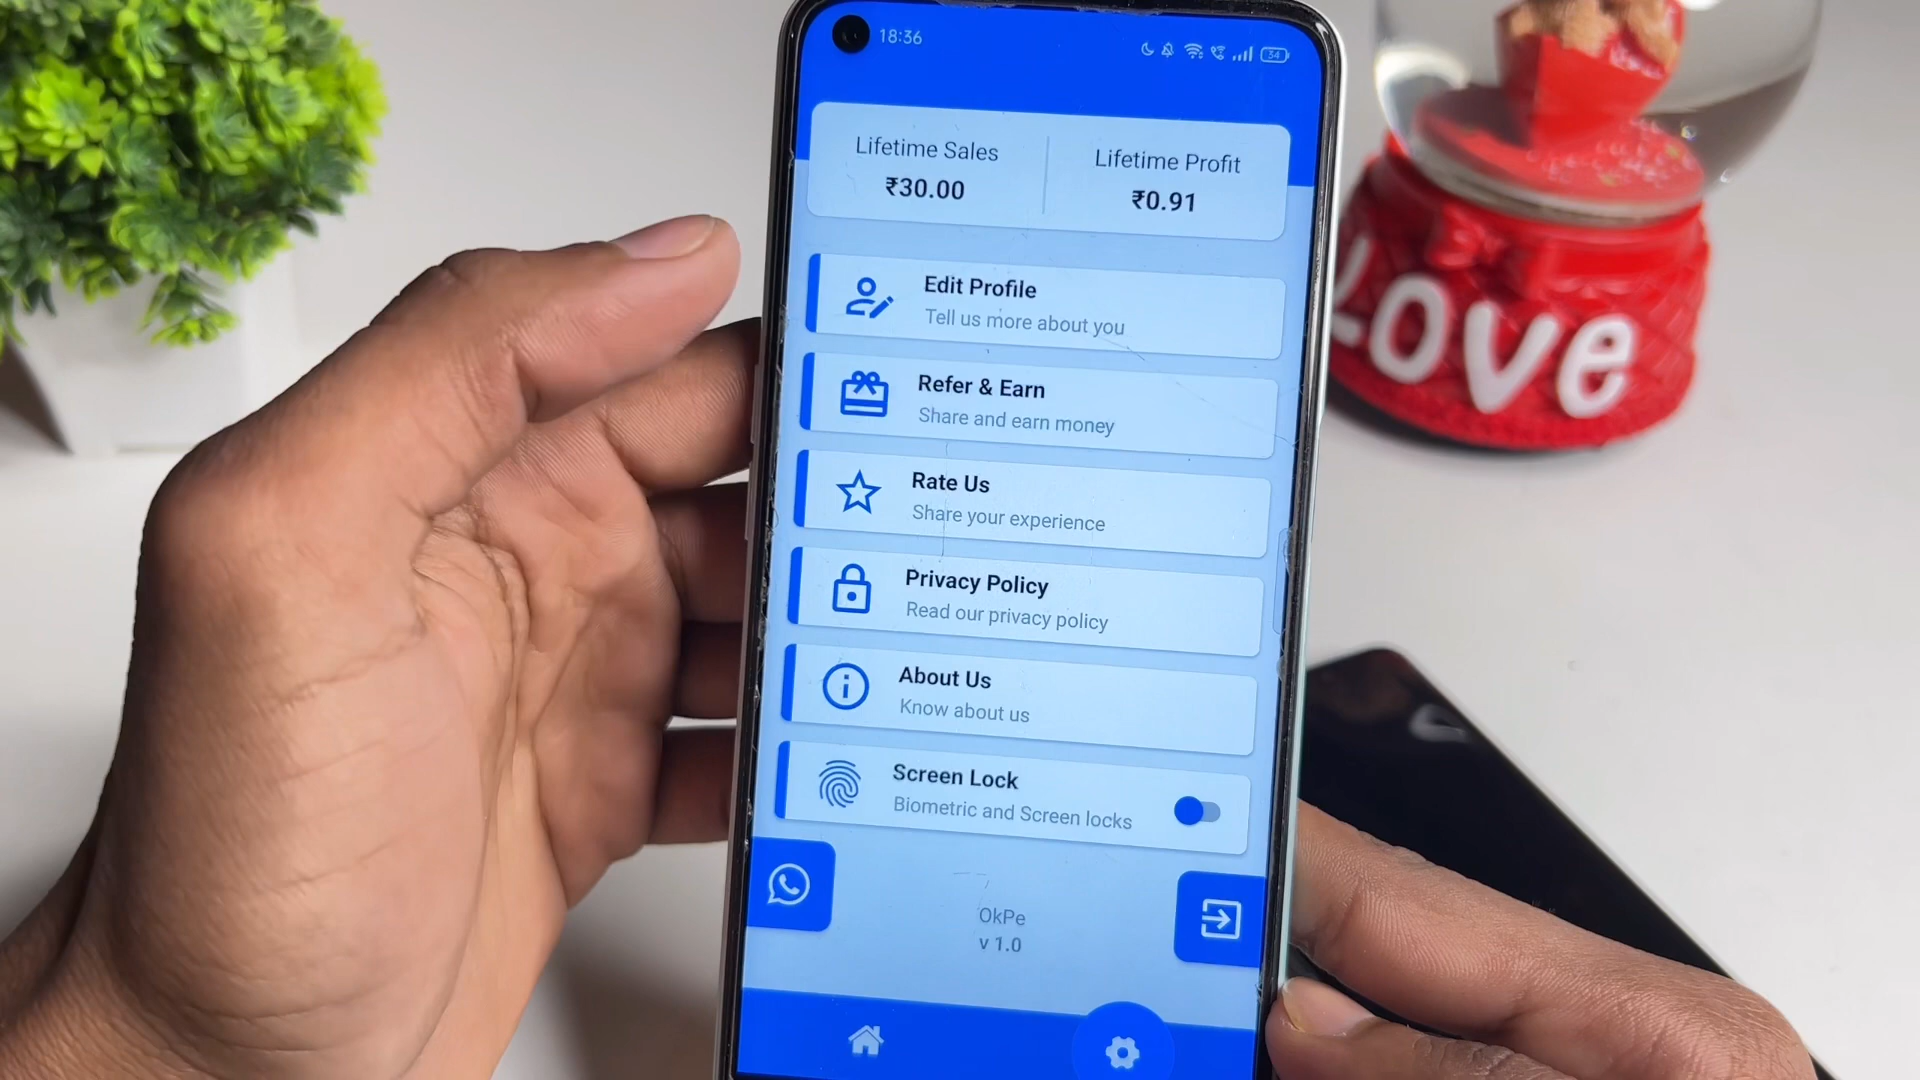 18:36
34
Lifetime Sales
₹30.00
Lifetime Profit
₹0.91
Edit Profile
Tell us more about you
Refer & Earn
Share and earn money
Rate Us
Share your experience
Privacy Policy
Read our privacy policy
About Us
Know about us
Screen Lock
Biometric and Screen locks
OkPe
v 1.0
Love